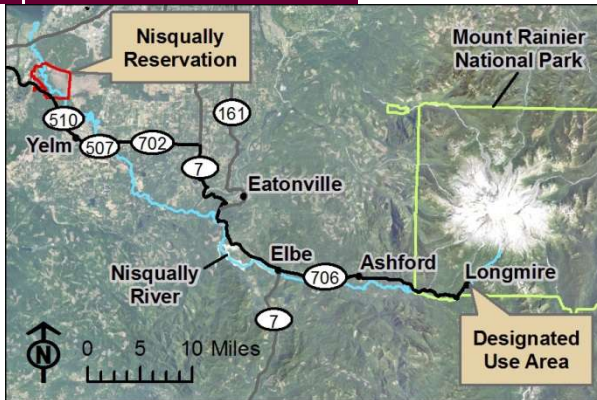 Nisqually
Reservation
Mount Rainier
National Park
161
510
Yelm
507
702
7
Eatonville
Nisqually
River
Elbe
706
Ashford
Longmire
7
Designated
Use Area
N
0 5 10 Miles